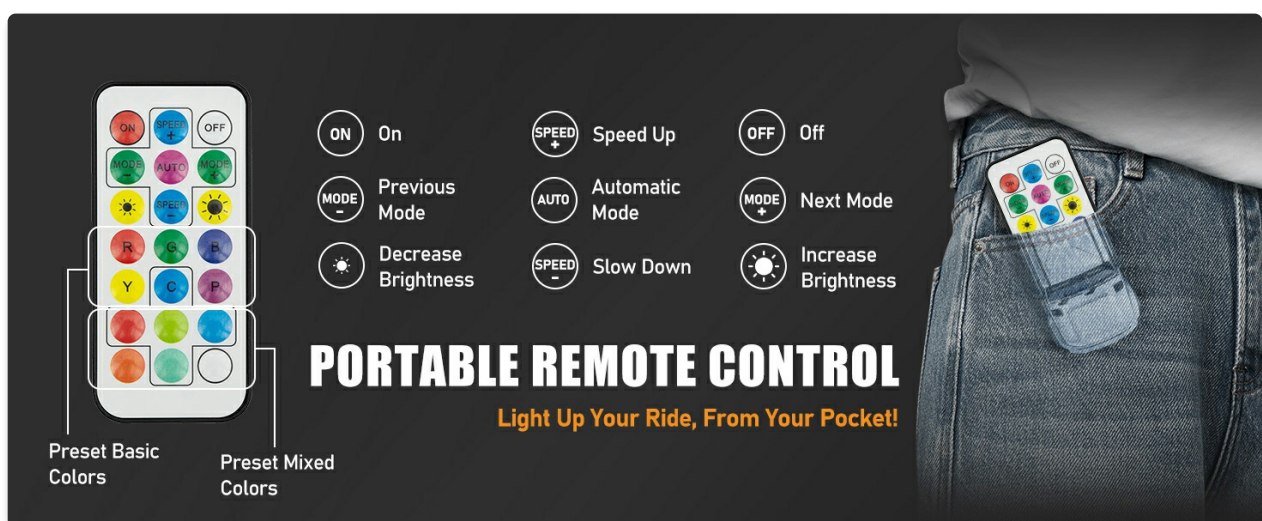 ON
SPEED
+
OFF
MODE
-
AUTO
MODE
+
SPEED
-
R
G
B
Y
C
P
ON On
SPEED + Speed Up
OFF Off
MODE - Previous
Mode
AUTO Automatic
Mode
MODE + Next Mode
Decrease
Brightness
SPEED - Slow Down
Increase
Brightness
PORTABLE REMOTE CONTROL
Light Up Your Ride, From Your Pocket!
Preset Basic
Colors
Preset Mixed
Colors
ON
OFF